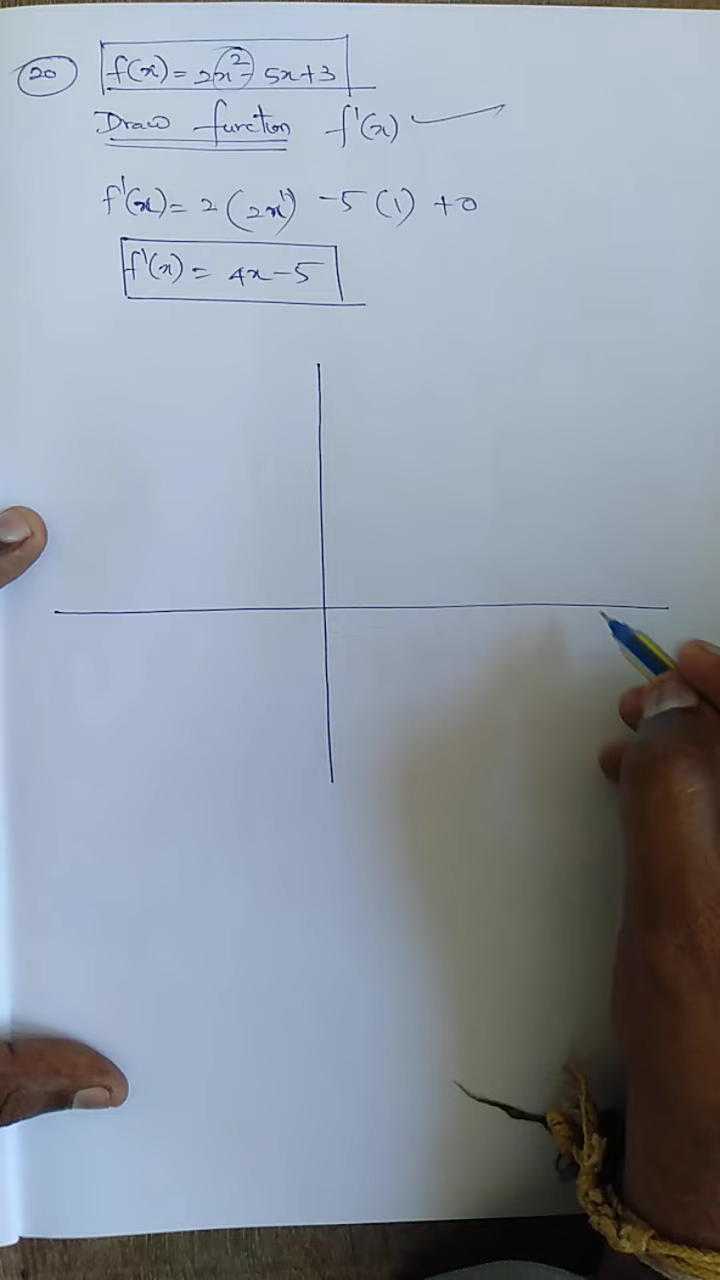 20 f(x) = 2x² - 5x + 3
Draw function f'(x)
f'(x) = 2 (2x¹) - 5 (1) + 0
f'(x) = 4x - 5